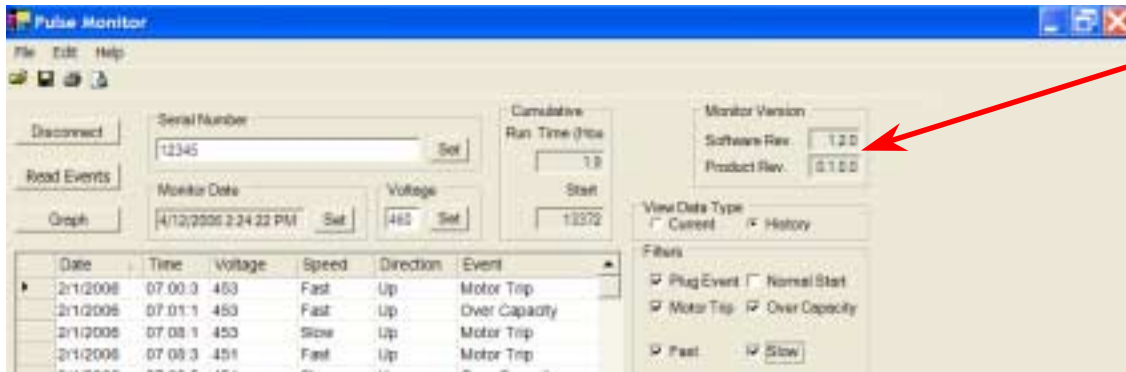 Pulse Monitor
File Edit Help
Disconnect
Read Events
Graph
Serial Number
12345
Set
Monitor Date
4/12/2006 2:24:22 PM
Set
Voltage
460
Set
Cumulative
Run Time (Hou
1.9
Start
13372
Monitor Version
Software Rev. 1.2.0
Product Rev. 0.1.0.0
View Data Type
Current History
Filters
Plug Event Normal Start
Motor Trip Over Capacity
Fast Slow
Date Time Voltage Speed Direction Event
2/1/2006 07:00:3 453 Fast Up Motor Trip
2/1/2006 07:01:1 453 Fast Up Over Capacity
2/1/2006 07:08:1 453 Slow Up Motor Trip
2/1/2006 07:08:3 451 Fast Up Motor Trip